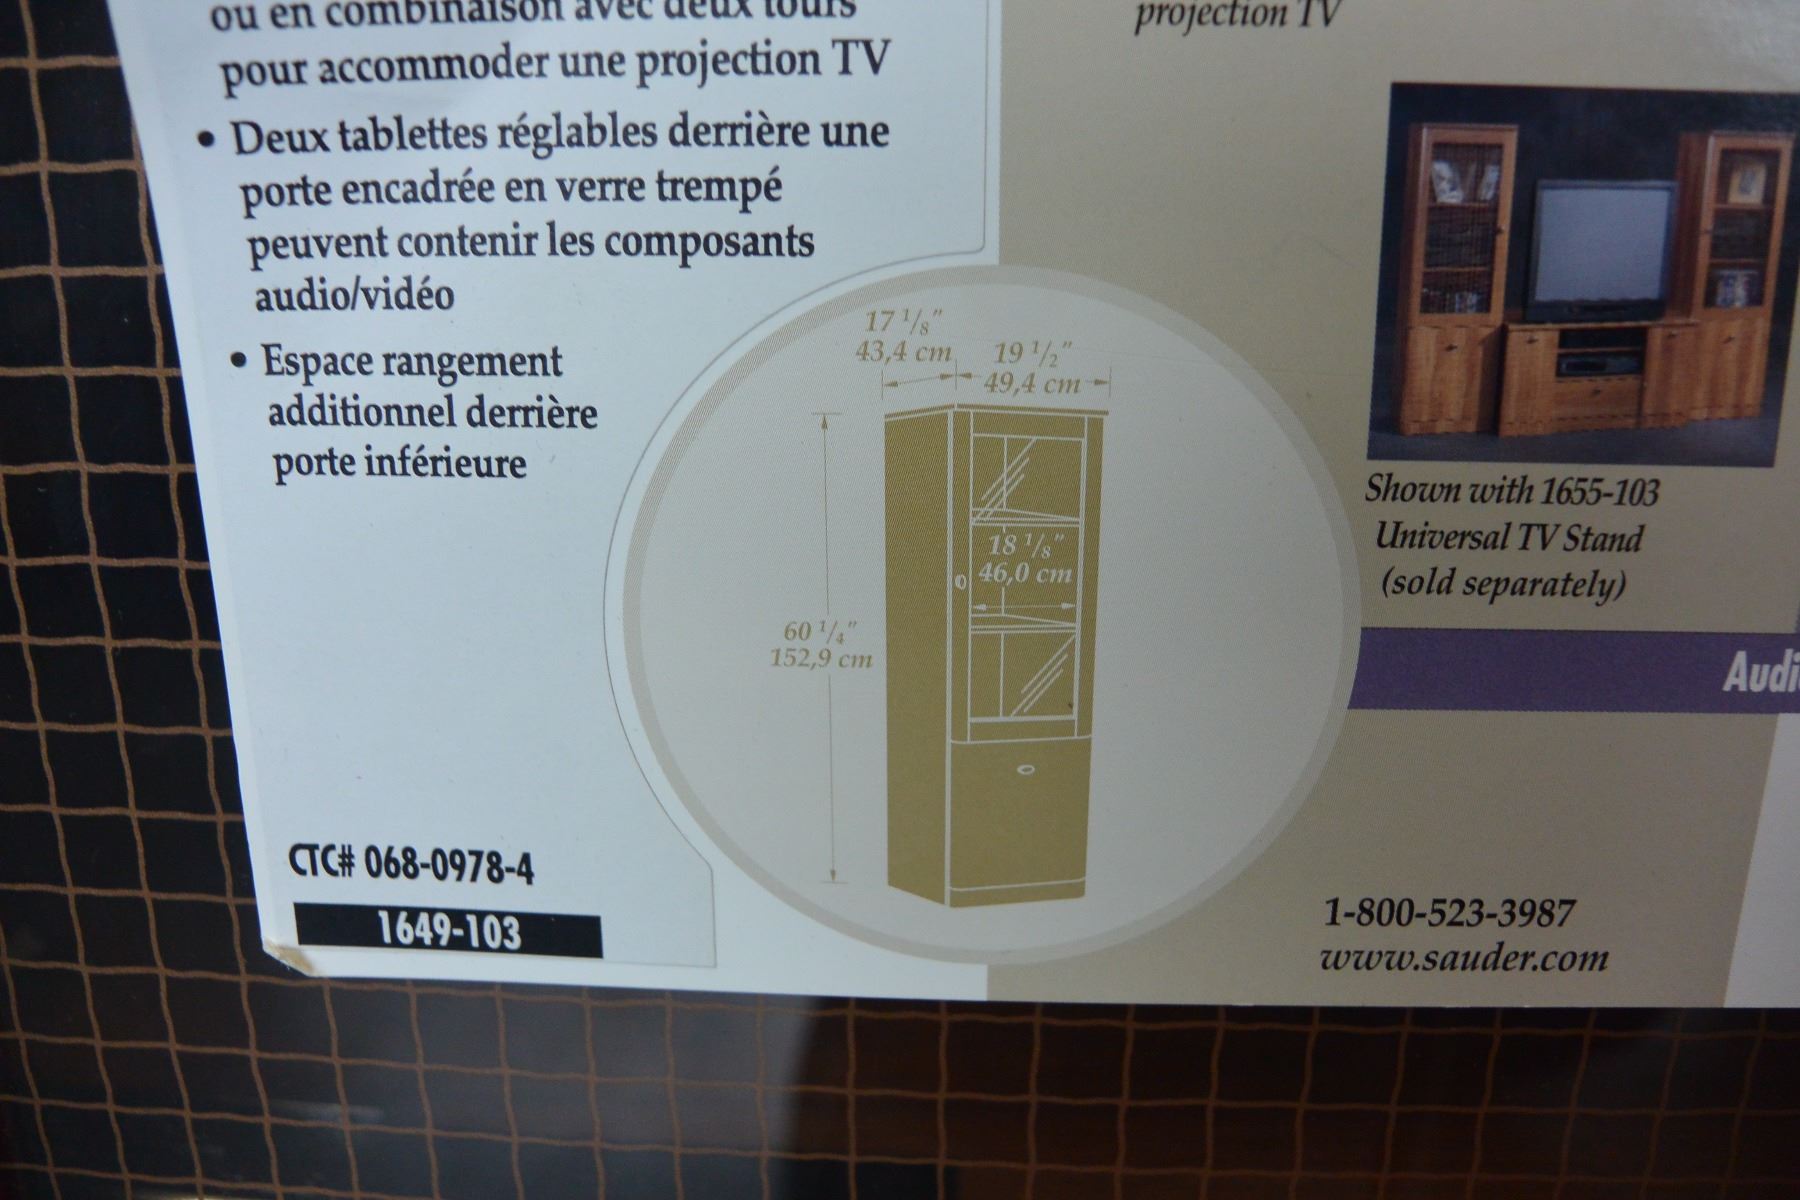 ou en combinaison avec deux tours
pour accommoder une projection TV
• Deux tablettes réglables derrière une
porte encadrée en verre trempé
peuvent contenir les composants
audio/vidéo
• Espace rangement
additionnel derrière
porte inférieure
CTC# 068-0978-4
1649-103
17 1/8"
43,4 cm
19 1/2"
49,4 cm
18 1/8"
46,0 cm
60 1/4"
152,9 cm
projection TV
Shown with 1655-103
Universal TV Stand
(sold separately)
Audi
1-800-523-3987
www.sauder.com